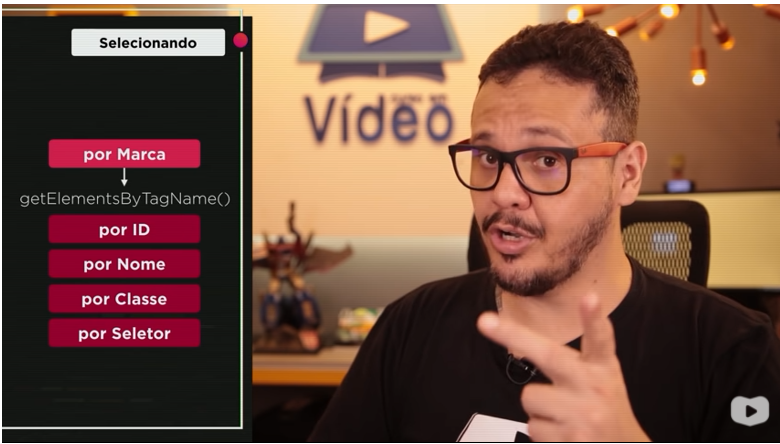 Selecionando
por Marca
getElementsByTagName()
por ID
por Nome
por Classe
por Seletor
Vídeo